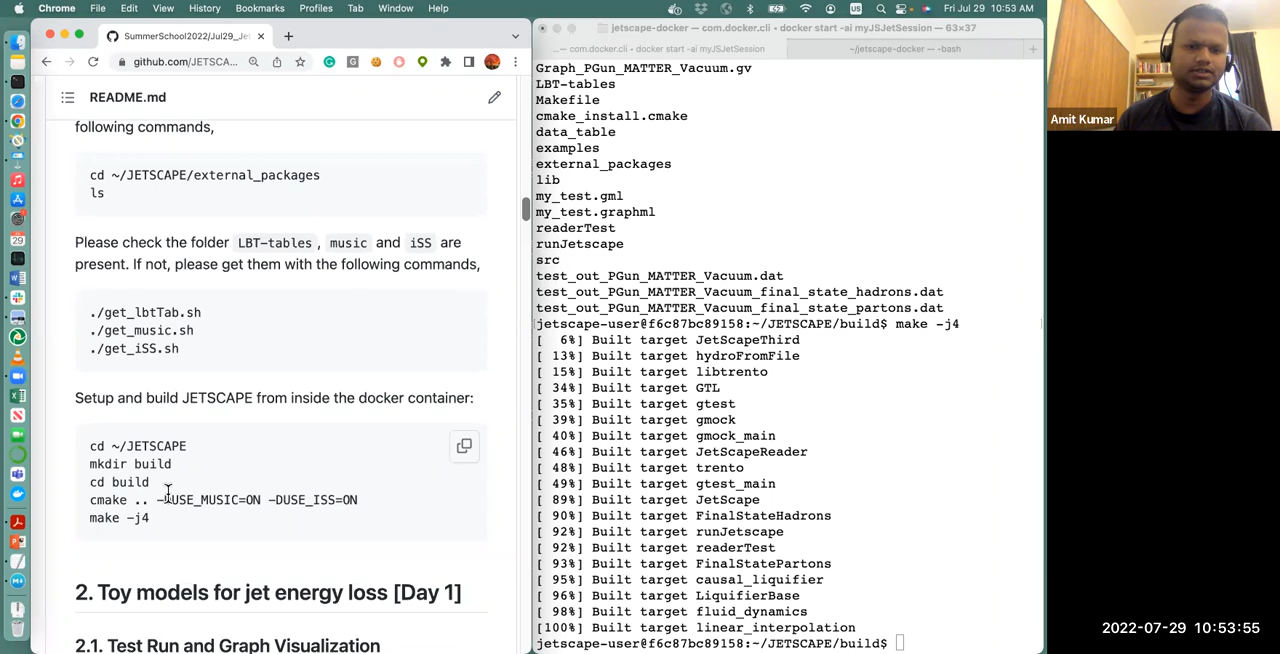 Chrome File Edit View History Bookmarks Profiles Tab Window Help
US Fri Jul 29 10:53 AM
SummerSchool2022/Jul29_Je
github.com/JETSCA...
README.md
following commands,
cd ~/JETSCAPE/external_packages
ls
Please check the folder LBT-tables, music and iSS are
present. If not, please get them with the following commands,
./get_lbtTab.sh
./get_music.sh
./get_iSS.sh
Setup and build JETSCAPE from inside the docker container:
cd ~/JETSCAPE
mkdir build
cd build
cmake .. -DUSE_MUSIC=ON -DUSE_ISS=ON
make -j4
2. Toy models for jet energy loss [Day 1]
2.1. Test Run and Graph Visualization
jetscape-docker — com.docker.cli - docker start -ai myJSJetSession — 63×37
... — com.docker.cli - docker start -ai myJSJetSession
~/jetscape-docker — -bash
Graph_PGun_MATTER_Vacuum.gv
LBT-tables
Makefile
cmake_install.cmake
data_table
examples
external_packages
lib
my_test.gml
my_test.graphml
readerTest
runJetscape
src
test_out_PGun_MATTER_Vacuum.dat
test_out_PGun_MATTER_Vacuum_final_state_hadrons.dat
test_out_PGun_MATTER_Vacuum_final_state_partons.dat
jetscape-user@f6c87bc89158:~/JETSCAPE/build$ make -j4
[  6%] Built target JetScapeThird
[ 13%] Built target hydroFromFile
[ 15%] Built target libtrento
[ 34%] Built target GTL
[ 35%] Built target gtest
[ 39%] Built target gmock
[ 40%] Built target gmock_main
[ 46%] Built target JetScapeReader
[ 48%] Built target trento
[ 49%] Built target gtest_main
[ 89%] Built target JetScape
[ 90%] Built target FinalStateHadrons
[ 92%] Built target runJetscape
[ 92%] Built target readerTest
[ 93%] Built target FinalStatePartons
[ 95%] Built target causal_liquifier
[ 96%] Built target LiquifierBase
[ 98%] Built target fluid_dynamics
[100%] Built target linear_interpolation
jetscape-user@f6c87bc89158:~/JETSCAPE/build$
Amit Kumar
2022-07-29 10:53:55